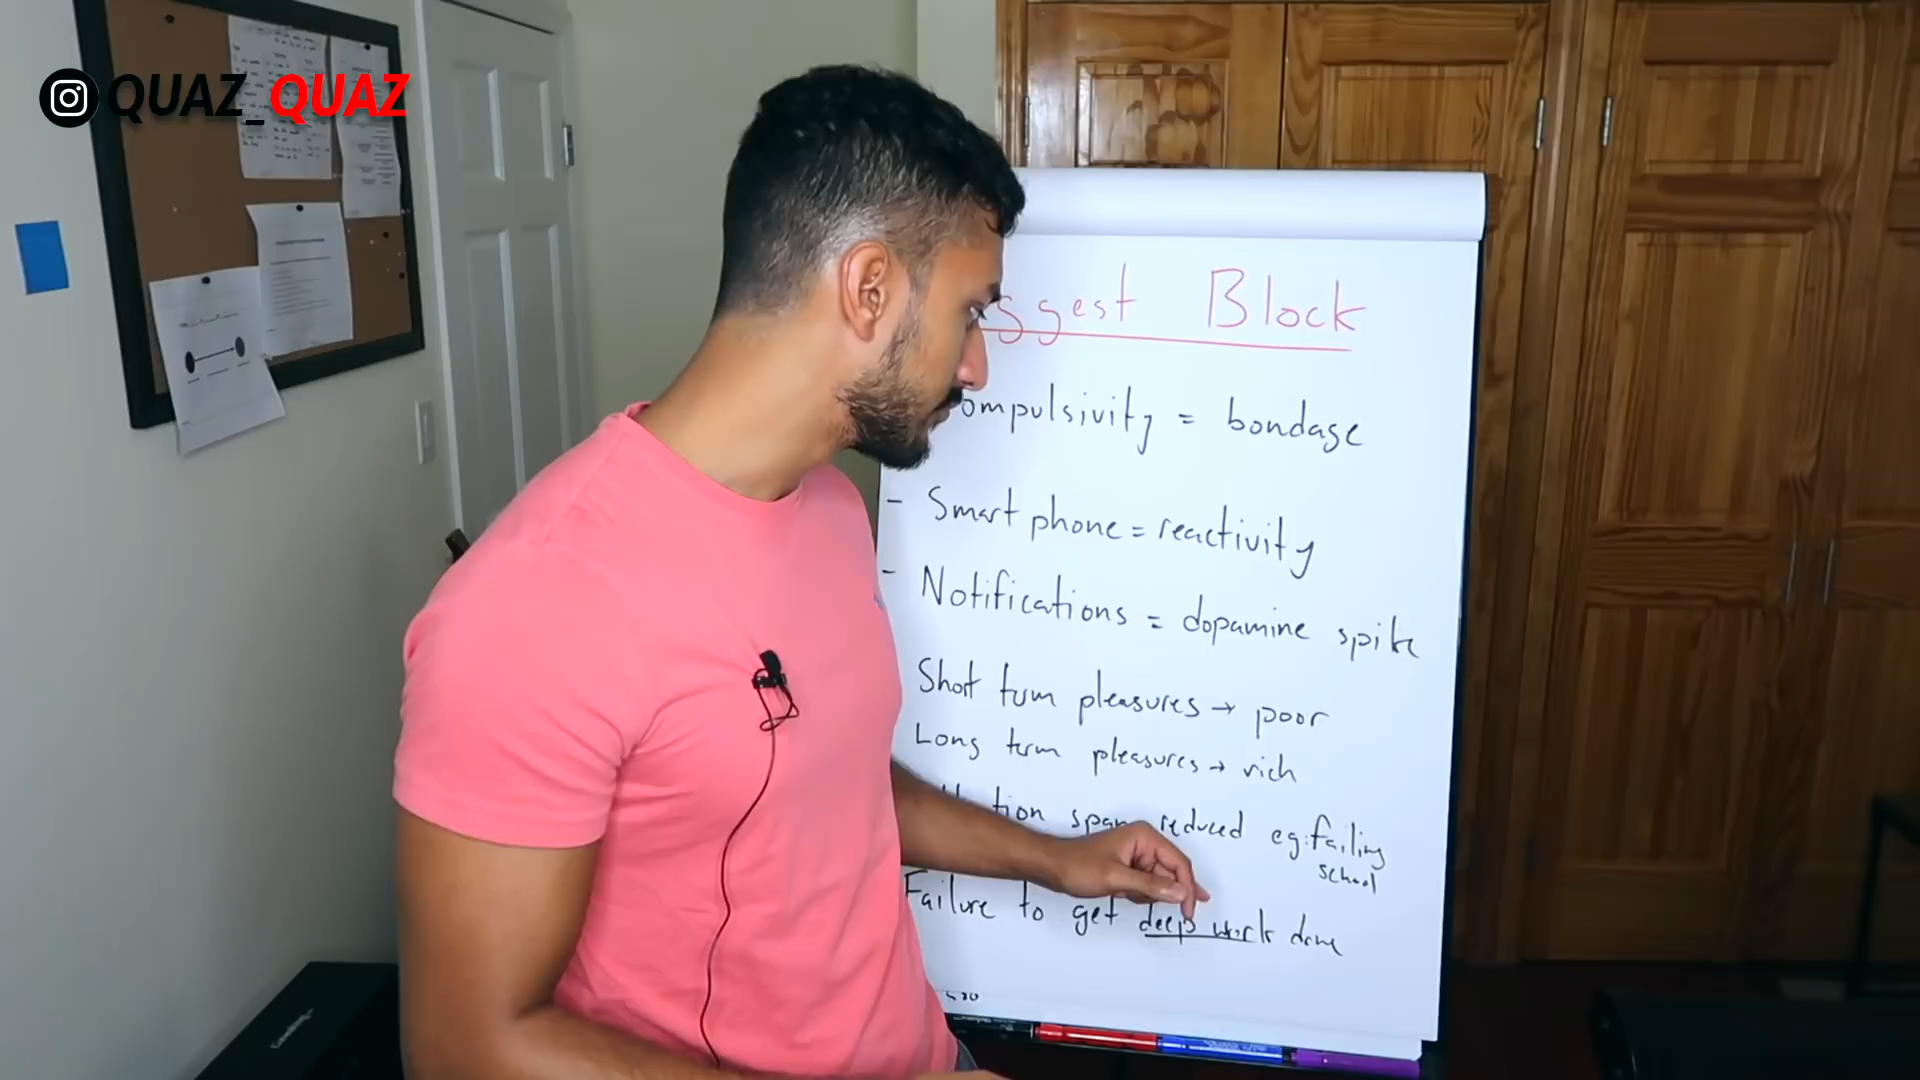 QUAZ_QUAZ
ggest Block
ompulsivity = bondage
- Smart phone = reactivity
- Notifications = dopamine spike
Short term pleasures → poor
Long term pleasures → rich
tion span reduced eg: failing
school
Failure to get deep work done